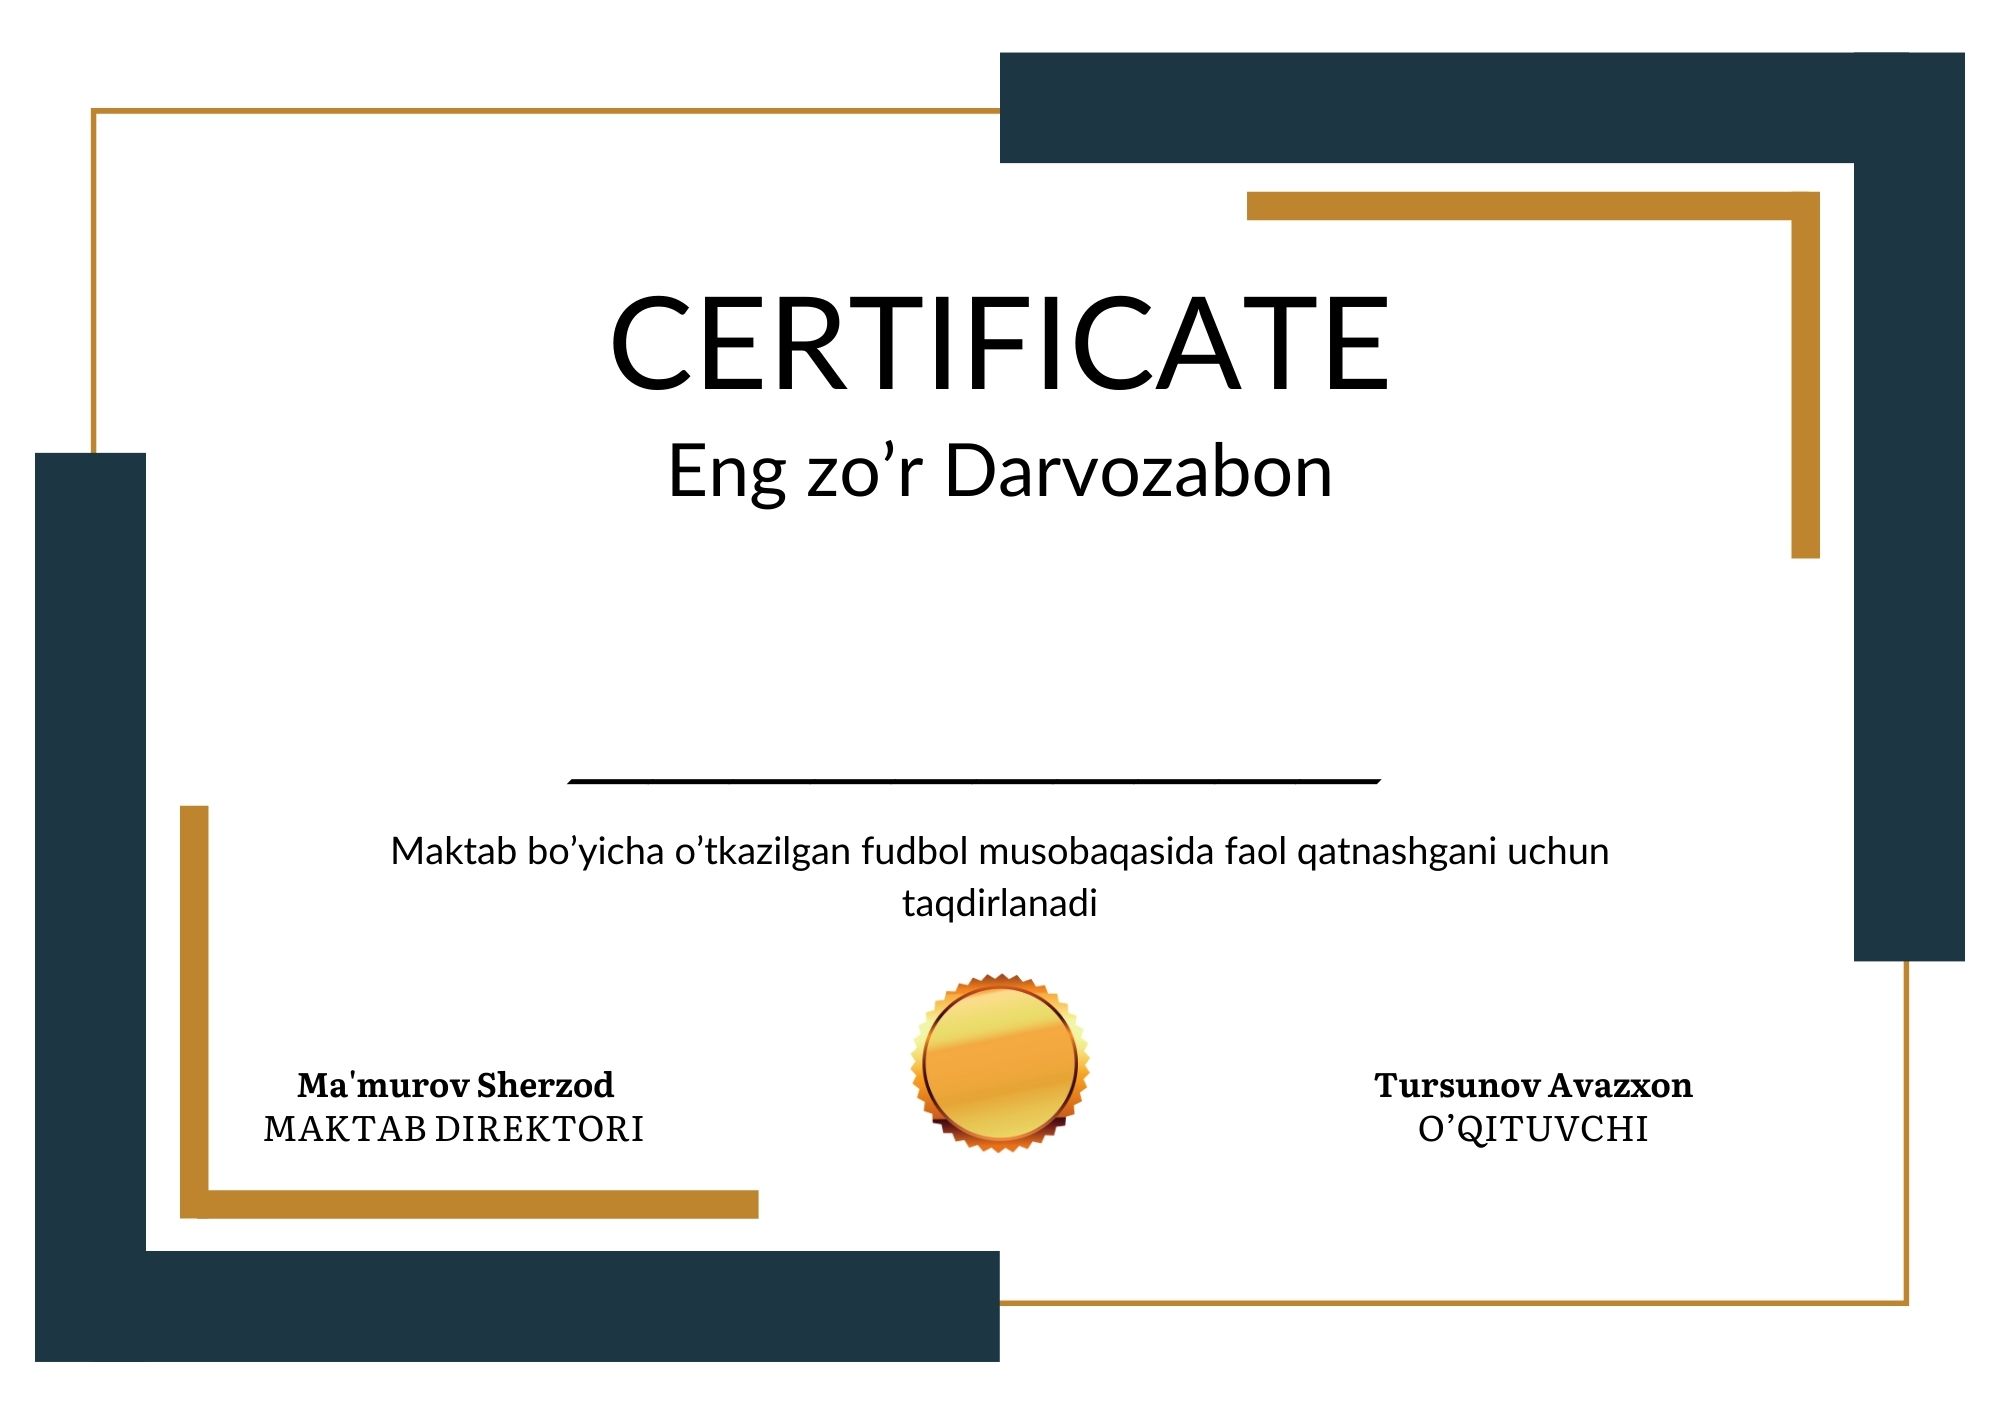 CERTIFICATE
Eng zo’r Darvozabon
Maktab bo’yicha o’tkazilgan fudbol musobaqasida faol qatnashgani uchun
taqdirlanadi
Ma'murov Sherzod
MAKTAB DIREKTORI
Tursunov Avazxon
O’QITUVCHI